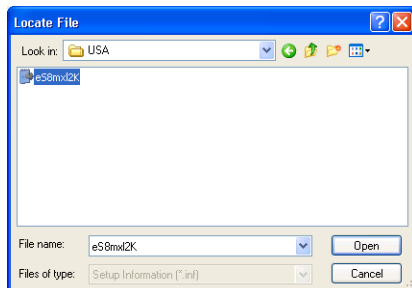 Locate File
Look in: USA
eS8mxl2K
File name: eS8mxl2K Open
Files of type: Setup Information (*.inf) Cancel